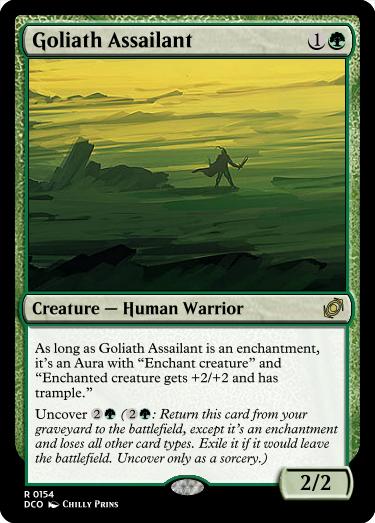 Goliath Assailant 1
Creature — Human Warrior
As long as Goliath Assailant is an enchantment,
it's an Aura with “Enchant creature” and
“Enchanted creature gets +2/+2 and has
trample.”
Uncover 2 ( 2 : Return this card from your
graveyard to the battlefield, except it's an enchantment
and loses all other card types. Exile it if it would leave
the battlefield. Uncover only as a sorcery.)
2/2
R 0154
DCO Chilly Prins